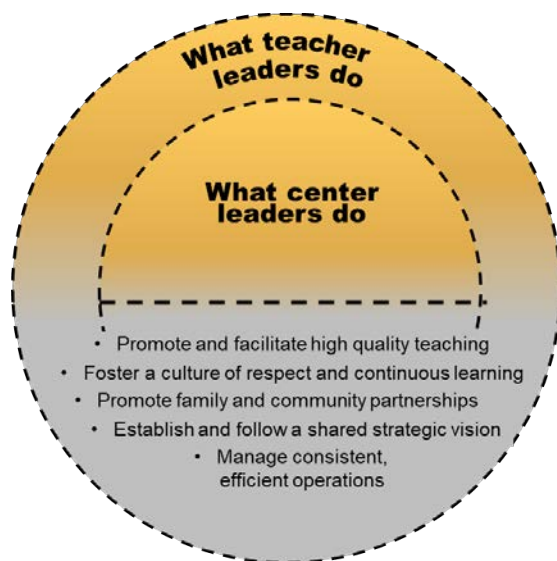 What teacher
leaders do
What center
leaders do
• Promote and facilitate high quality teaching
• Foster a culture of respect and continuous learning
• Promote family and community partnerships
• Establish and follow a shared strategic vision
• Manage consistent,
efficient operations